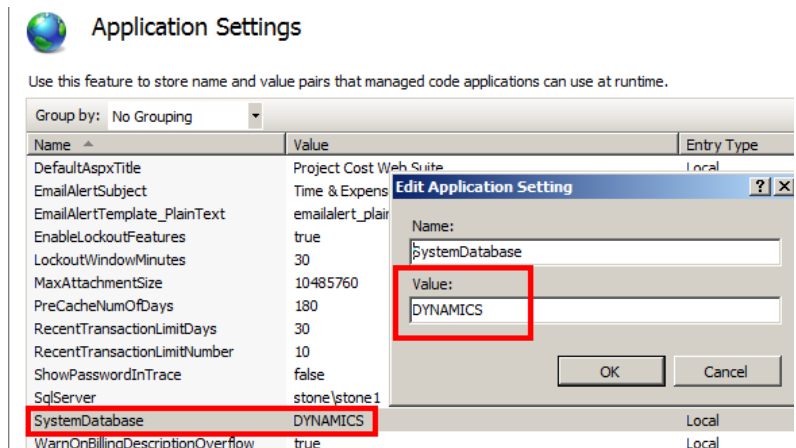 Application Settings
Use this feature to store name and value pairs that managed code applications can use at runtime.
Group by: No Grouping
Name Value Entry Type
DefaultAspxTitle Project Cost Web Suite Local
EmailAlertSubject Time & Expens
Edit Application Setting
EmailAlertTemplate_PlainText emailalert_plain
EnableLockoutFeatures true
Name:
LockoutWindowMinutes 30
SystemDatabase
MaxAttachmentSize 10485760
Value:
PreCacheNumOfDays 180
DYNAMICS
RecentTransactionLimitDays 30
RecentTransactionLimitNumber 10
ShowPasswordInTrace false
OK Cancel
SqlServer stone\stone1
SystemDatabase DYNAMICS Local
WarnOnBillingDescriptionOverflow true Local